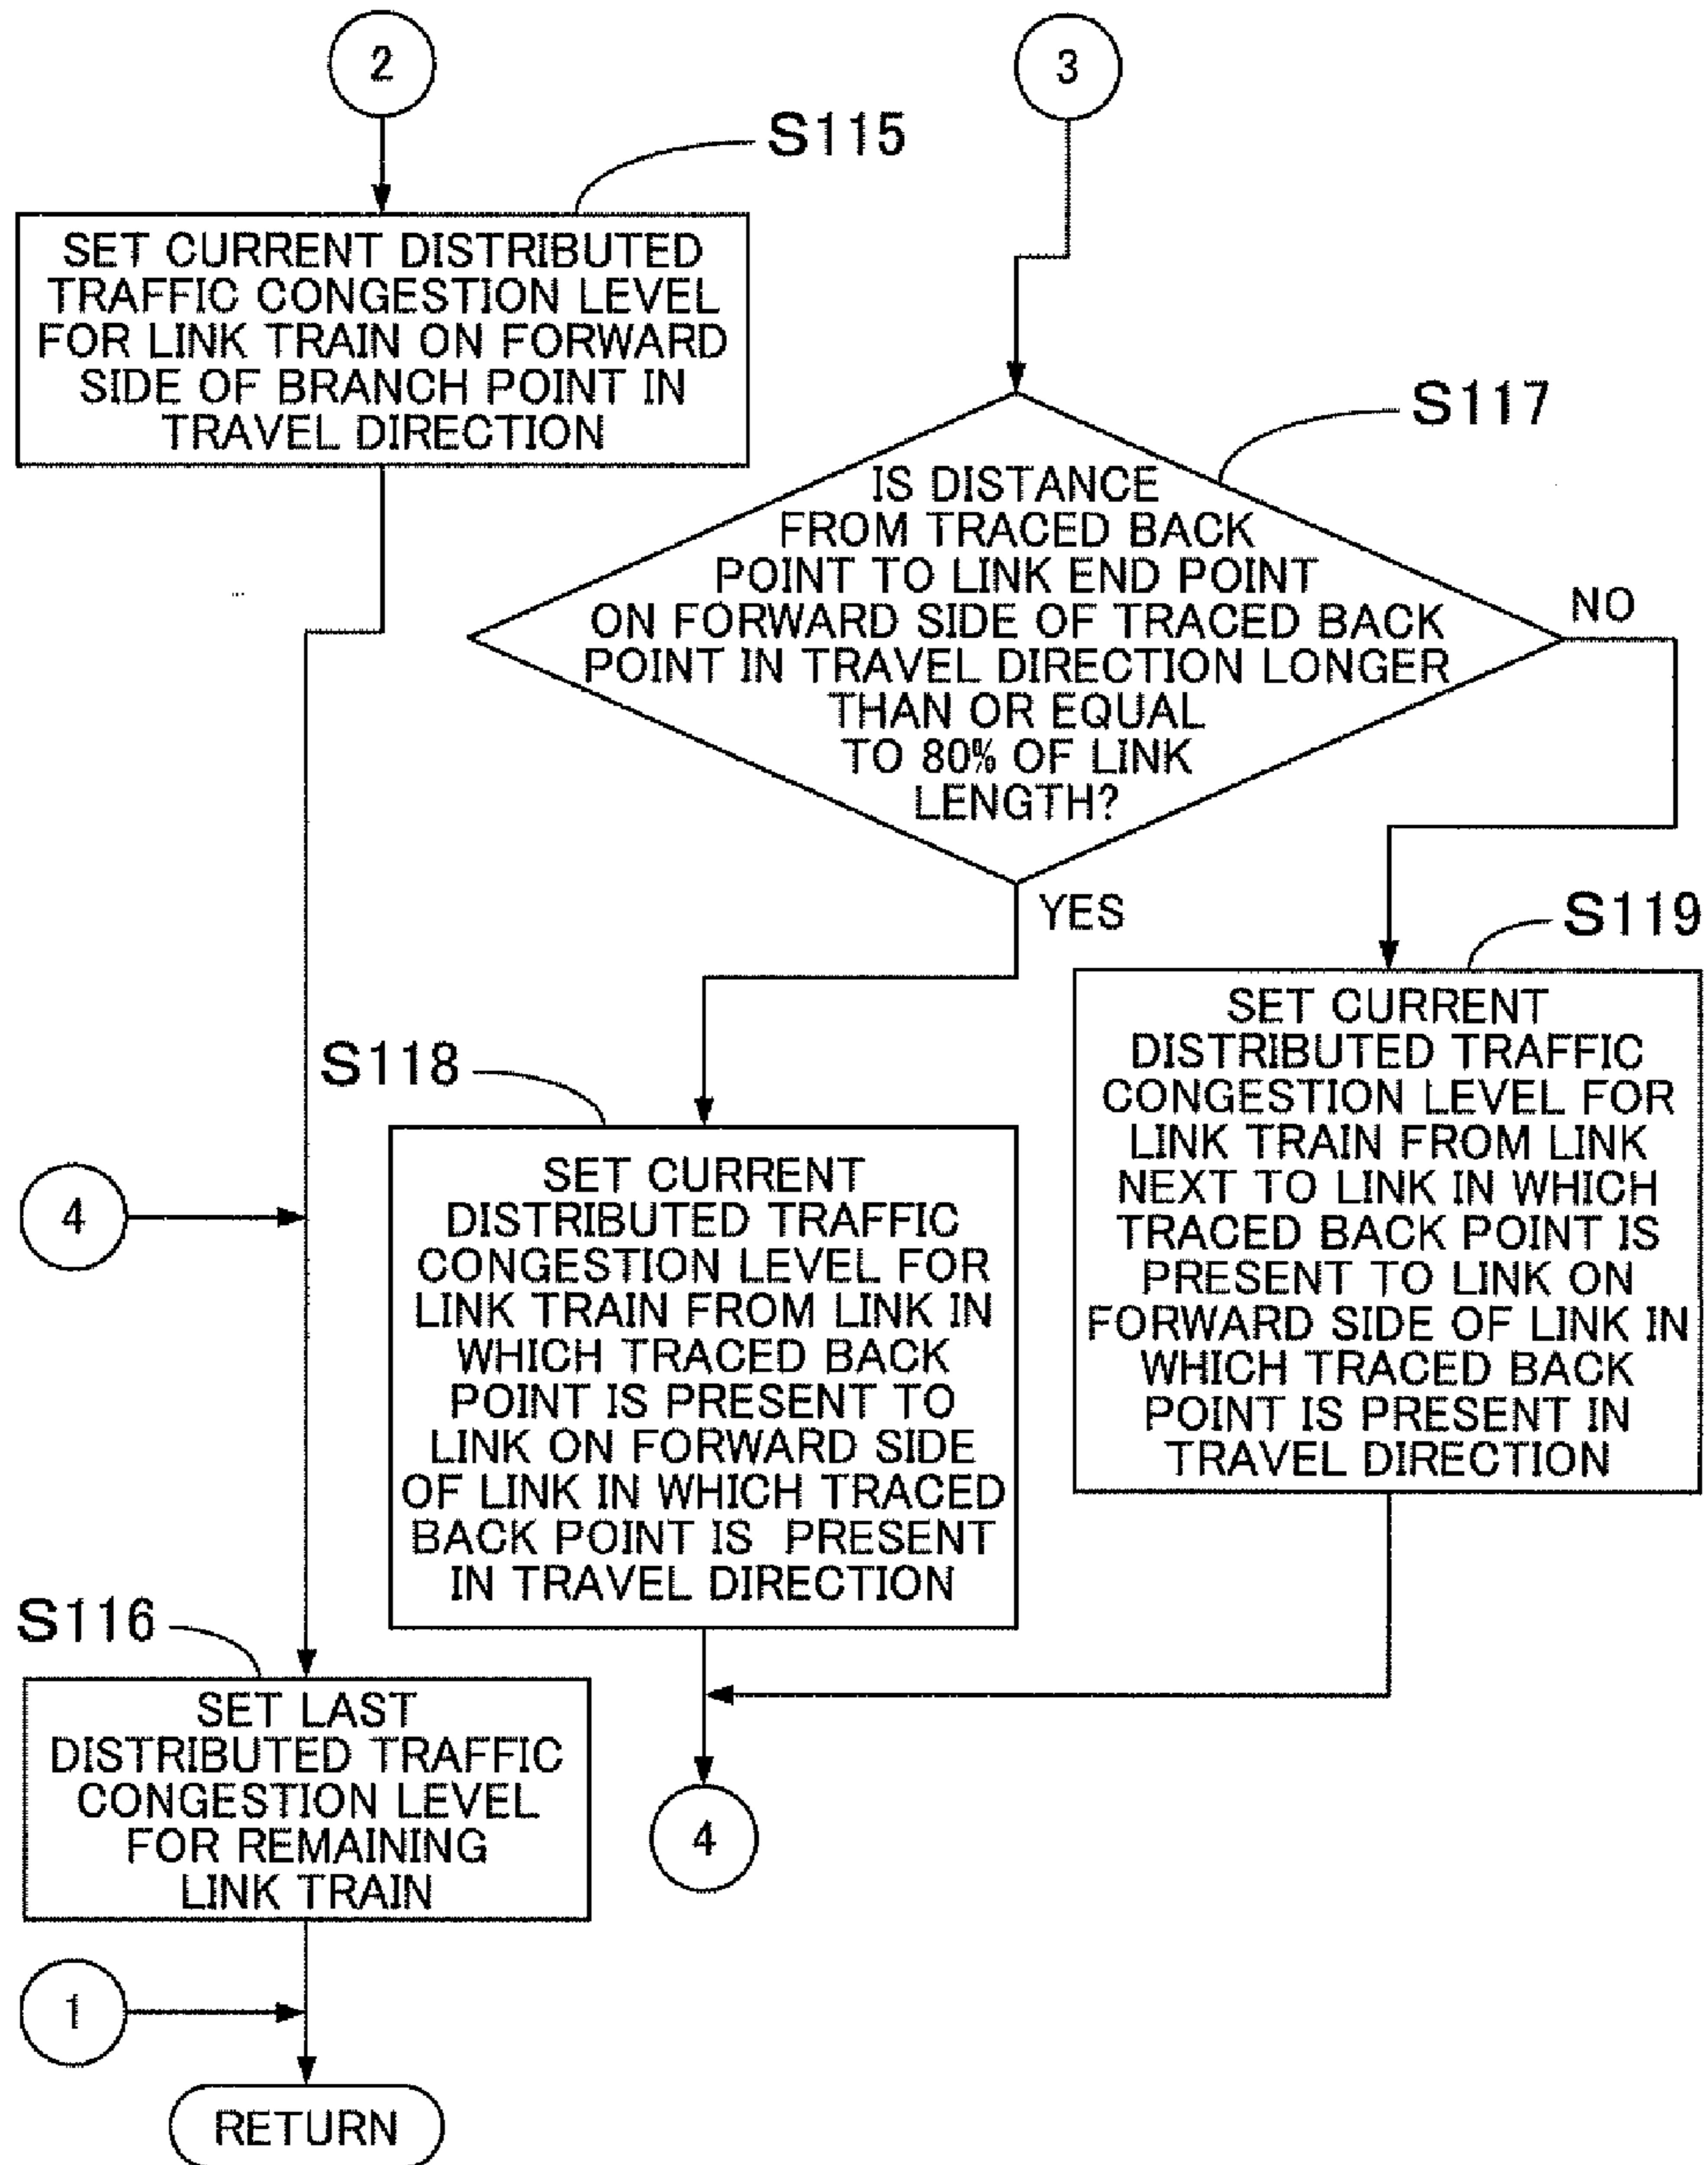 2
3
S115
SET CURRENT DISTRIBUTED
TRAFFIC CONGESTION LEVEL
FOR LINK TRAIN ON FORWARD
SIDE OF BRANCH POINT IN
TRAVEL DIRECTION
S117
IS DISTANCE
FROM TRACED BACK
POINT TO LINK END POINT
ON FORWARD SIDE OF TRACED BACK
POINT IN TRAVEL DIRECTION LONGER
THAN OR EQUAL
TO 80% OF LINK
LENGTH?
NO
YES
S119
SET CURRENT
DISTRIBUTED TRAFFIC
CONGESTION LEVEL FOR
LINK TRAIN FROM LINK
NEXT TO LINK IN WHICH
TRACED BACK POINT IS
PRESENT TO LINK ON
FORWARD SIDE OF LINK IN
WHICH TRACED BACK
POINT IS PRESENT IN
TRAVEL DIRECTION
S118
SET CURRENT
DISTRIBUTED TRAFFIC
CONGESTION LEVEL FOR
LINK TRAIN FROM LINK IN
WHICH TRACED BACK
POINT IS PRESENT TO
LINK ON FORWARD SIDE
OF LINK IN WHICH TRACED
BACK POINT IS PRESENT
IN TRAVEL DIRECTION
4
S116
SET LAST
DISTRIBUTED TRAFFIC
CONGESTION LEVEL
FOR REMAINING
LINK TRAIN
4
1
RETURN